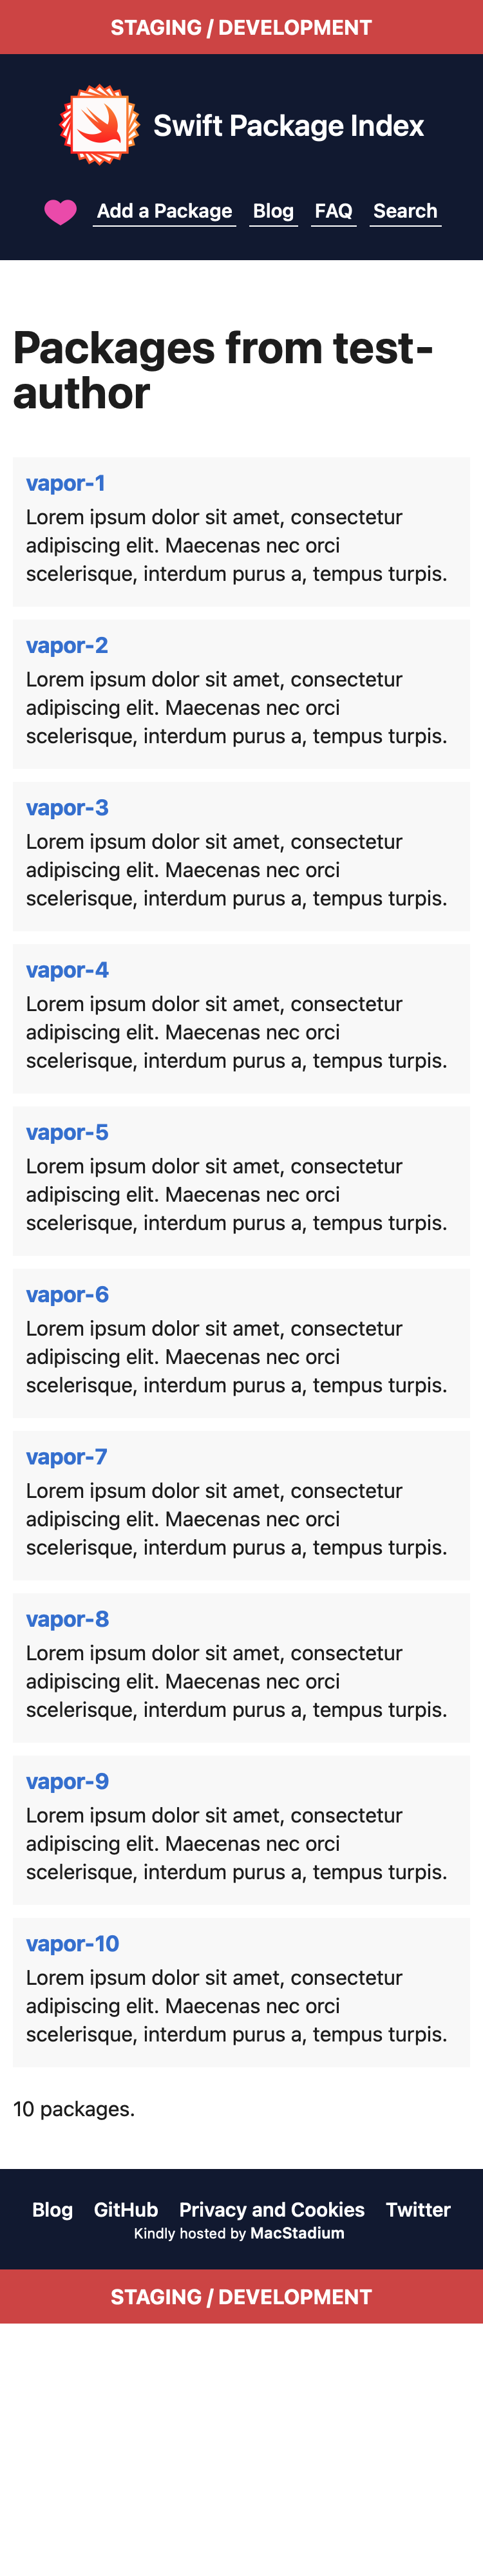 STAGING / DEVELOPMENT
Swift Package Index
Add a Package Blog FAQ Search
Packages from test-
author
vapor-1
Lorem ipsum dolor sit amet, consectetur
adipiscing elit. Maecenas nec orci
scelerisque, interdum purus a, tempus turpis.
vapor-2
Lorem ipsum dolor sit amet, consectetur
adipiscing elit. Maecenas nec orci
scelerisque, interdum purus a, tempus turpis.
vapor-3
Lorem ipsum dolor sit amet, consectetur
adipiscing elit. Maecenas nec orci
scelerisque, interdum purus a, tempus turpis.
vapor-4
Lorem ipsum dolor sit amet, consectetur
adipiscing elit. Maecenas nec orci
scelerisque, interdum purus a, tempus turpis.
vapor-5
Lorem ipsum dolor sit amet, consectetur
adipiscing elit. Maecenas nec orci
scelerisque, interdum purus a, tempus turpis.
vapor-6
Lorem ipsum dolor sit amet, consectetur
adipiscing elit. Maecenas nec orci
scelerisque, interdum purus a, tempus turpis.
vapor-7
Lorem ipsum dolor sit amet, consectetur
adipiscing elit. Maecenas nec orci
scelerisque, interdum purus a, tempus turpis.
vapor-8
Lorem ipsum dolor sit amet, consectetur
adipiscing elit. Maecenas nec orci
scelerisque, interdum purus a, tempus turpis.
vapor-9
Lorem ipsum dolor sit amet, consectetur
adipiscing elit. Maecenas nec orci
scelerisque, interdum purus a, tempus turpis.
vapor-10
Lorem ipsum dolor sit amet, consectetur
adipiscing elit. Maecenas nec orci
scelerisque, interdum purus a, tempus turpis.
10 packages.
Blog GitHub Privacy and Cookies Twitter
Kindly hosted by MacStadium
STAGING / DEVELOPMENT